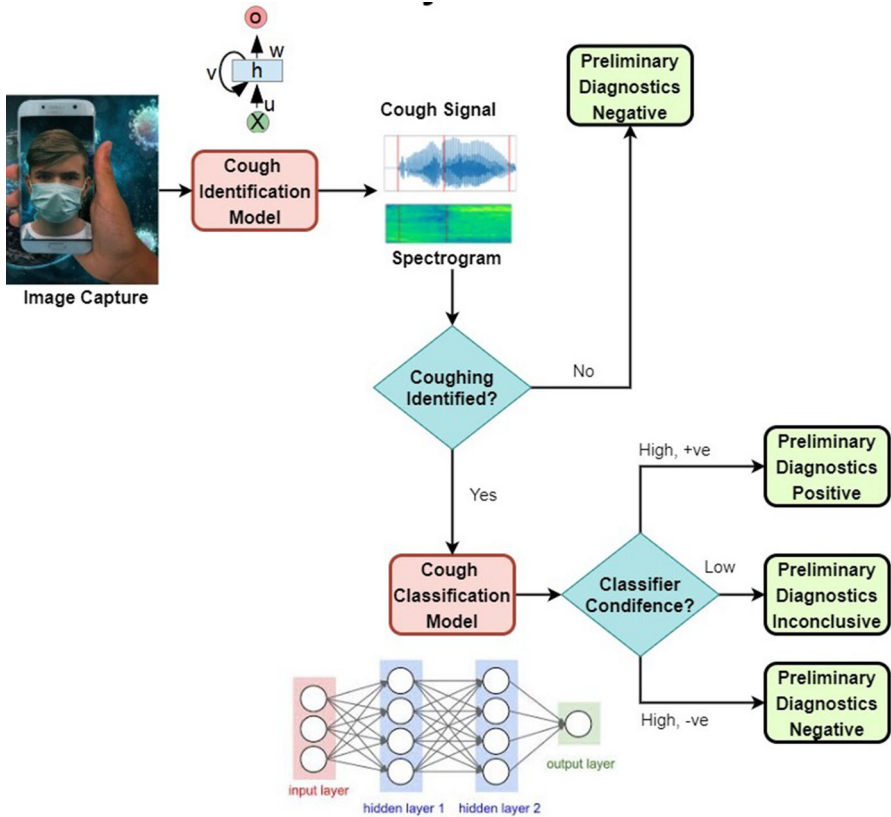 O
w
v
h
u
X
Cough
Identification
Model
Image Capture
Cough Signal
Spectrogram
Preliminary
Diagnostics
Negative
Coughing
Identified?
No
Yes
Cough
Classification
Model
Classifier
Condifence?
High, +ve
Preliminary
Diagnostics
Positive
Low
Preliminary
Diagnostics
Inconclusive
High, -ve
Preliminary
Diagnostics
Negative
input layer
hidden layer 1
hidden layer 2
output layer